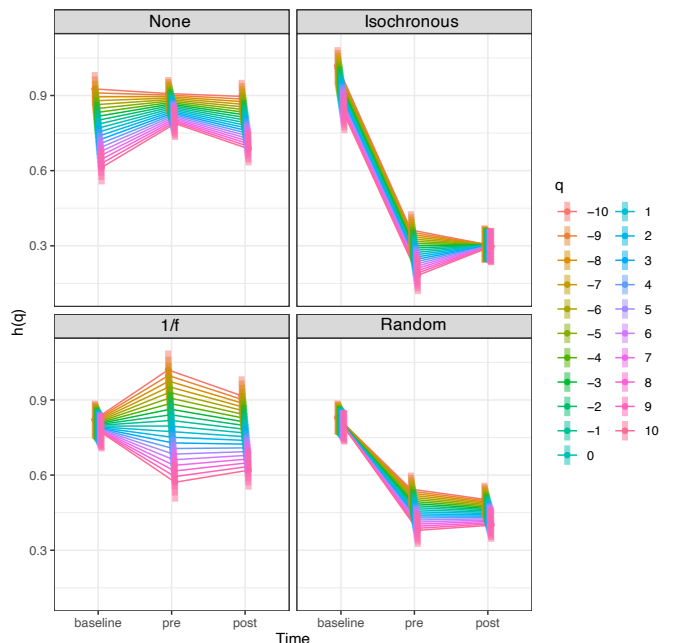 None
Isochronous
0.9
0.6
0.3
1/f
Random
0.9
0.6
0.3
h(q)
baseline
pre
post
baseline
pre
post
Time
q
-10
-9
-8
-7
-6
-5
-4
-3
-2
-1
0
1
2
3
4
5
6
7
8
9
10